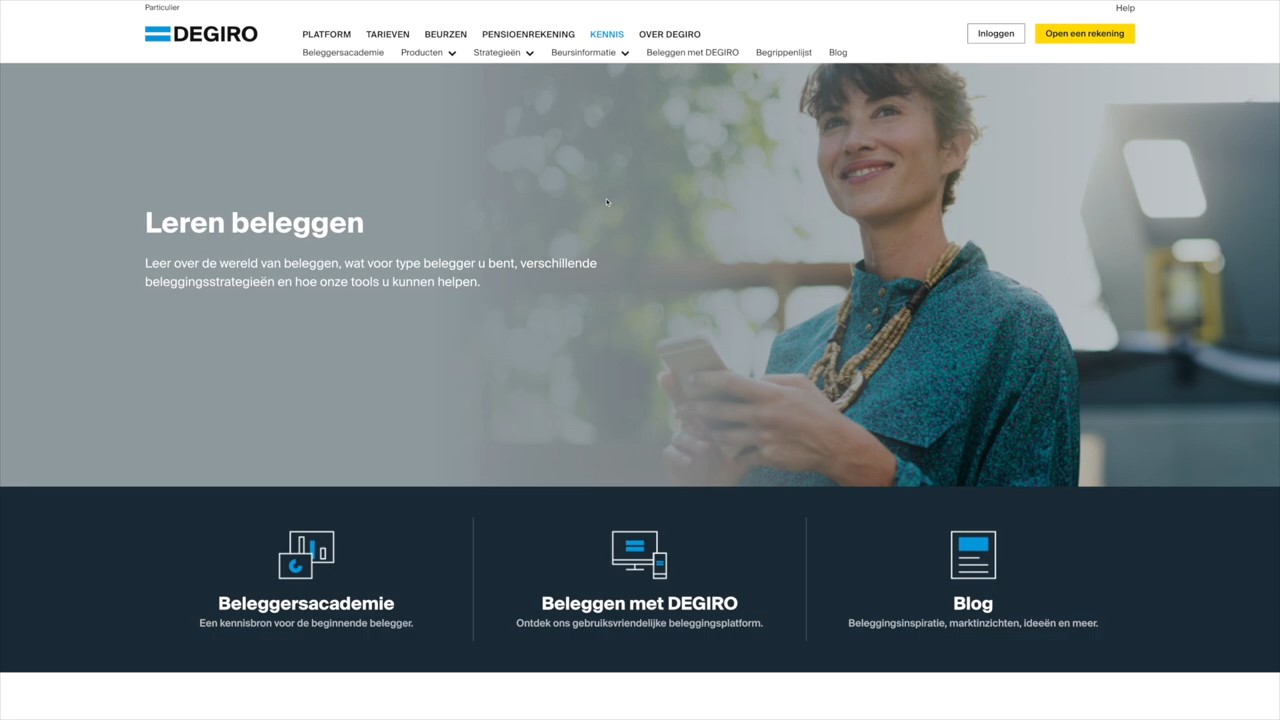 Particulier
Help
DEGIRO
PLATFORM TARIEVEN BEURZEN PENSIOENREKENING KENNIS OVER DEGIRO
Inloggen
Open een rekening
Beleggersacademie Producten Strategieën Beursinformatie Beleggen met DEGIRO Begrippenlijst Blog
Leren beleggen
Leer over de wereld van beleggen, wat voor type belegger u bent, verschillende
beleggingsstrategieën en hoe onze tools u kunnen helpen.
Beleggersacademie
Een kennisbron voor de beginnende belegger.
Beleggen met DEGIRO
Ontdek ons gebruiksvriendelijke beleggingsplatform.
Blog
Beleggingsinspiratie, marktinzichten, ideeën en meer.